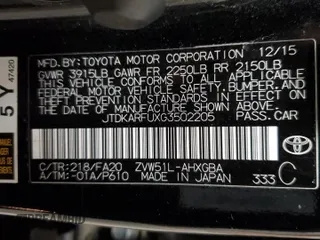 5 Y
47420
MFD. BY: TOYOTA MOTOR CORPORATION 12/15
GVWR 3915LB GAWR FR 2250LB RR 2150LB
THIS VEHICLE CONFORMS TO ALL APPLICABLE
FEDERAL MOTOR VEHICLE SAFETY, BUMPER, AND
THEFT PREVENTION STANDARDS IN EFFECT ON THE DATE OF
MANUFACTURE SHOWN ABOVE.
JTDKARFUXG3502205 PASS.CAR
C/TR:218/FA20 ZVW51L-AHXGBA
A/TM:-01A/P610 MADE IN JAPAN 333 C